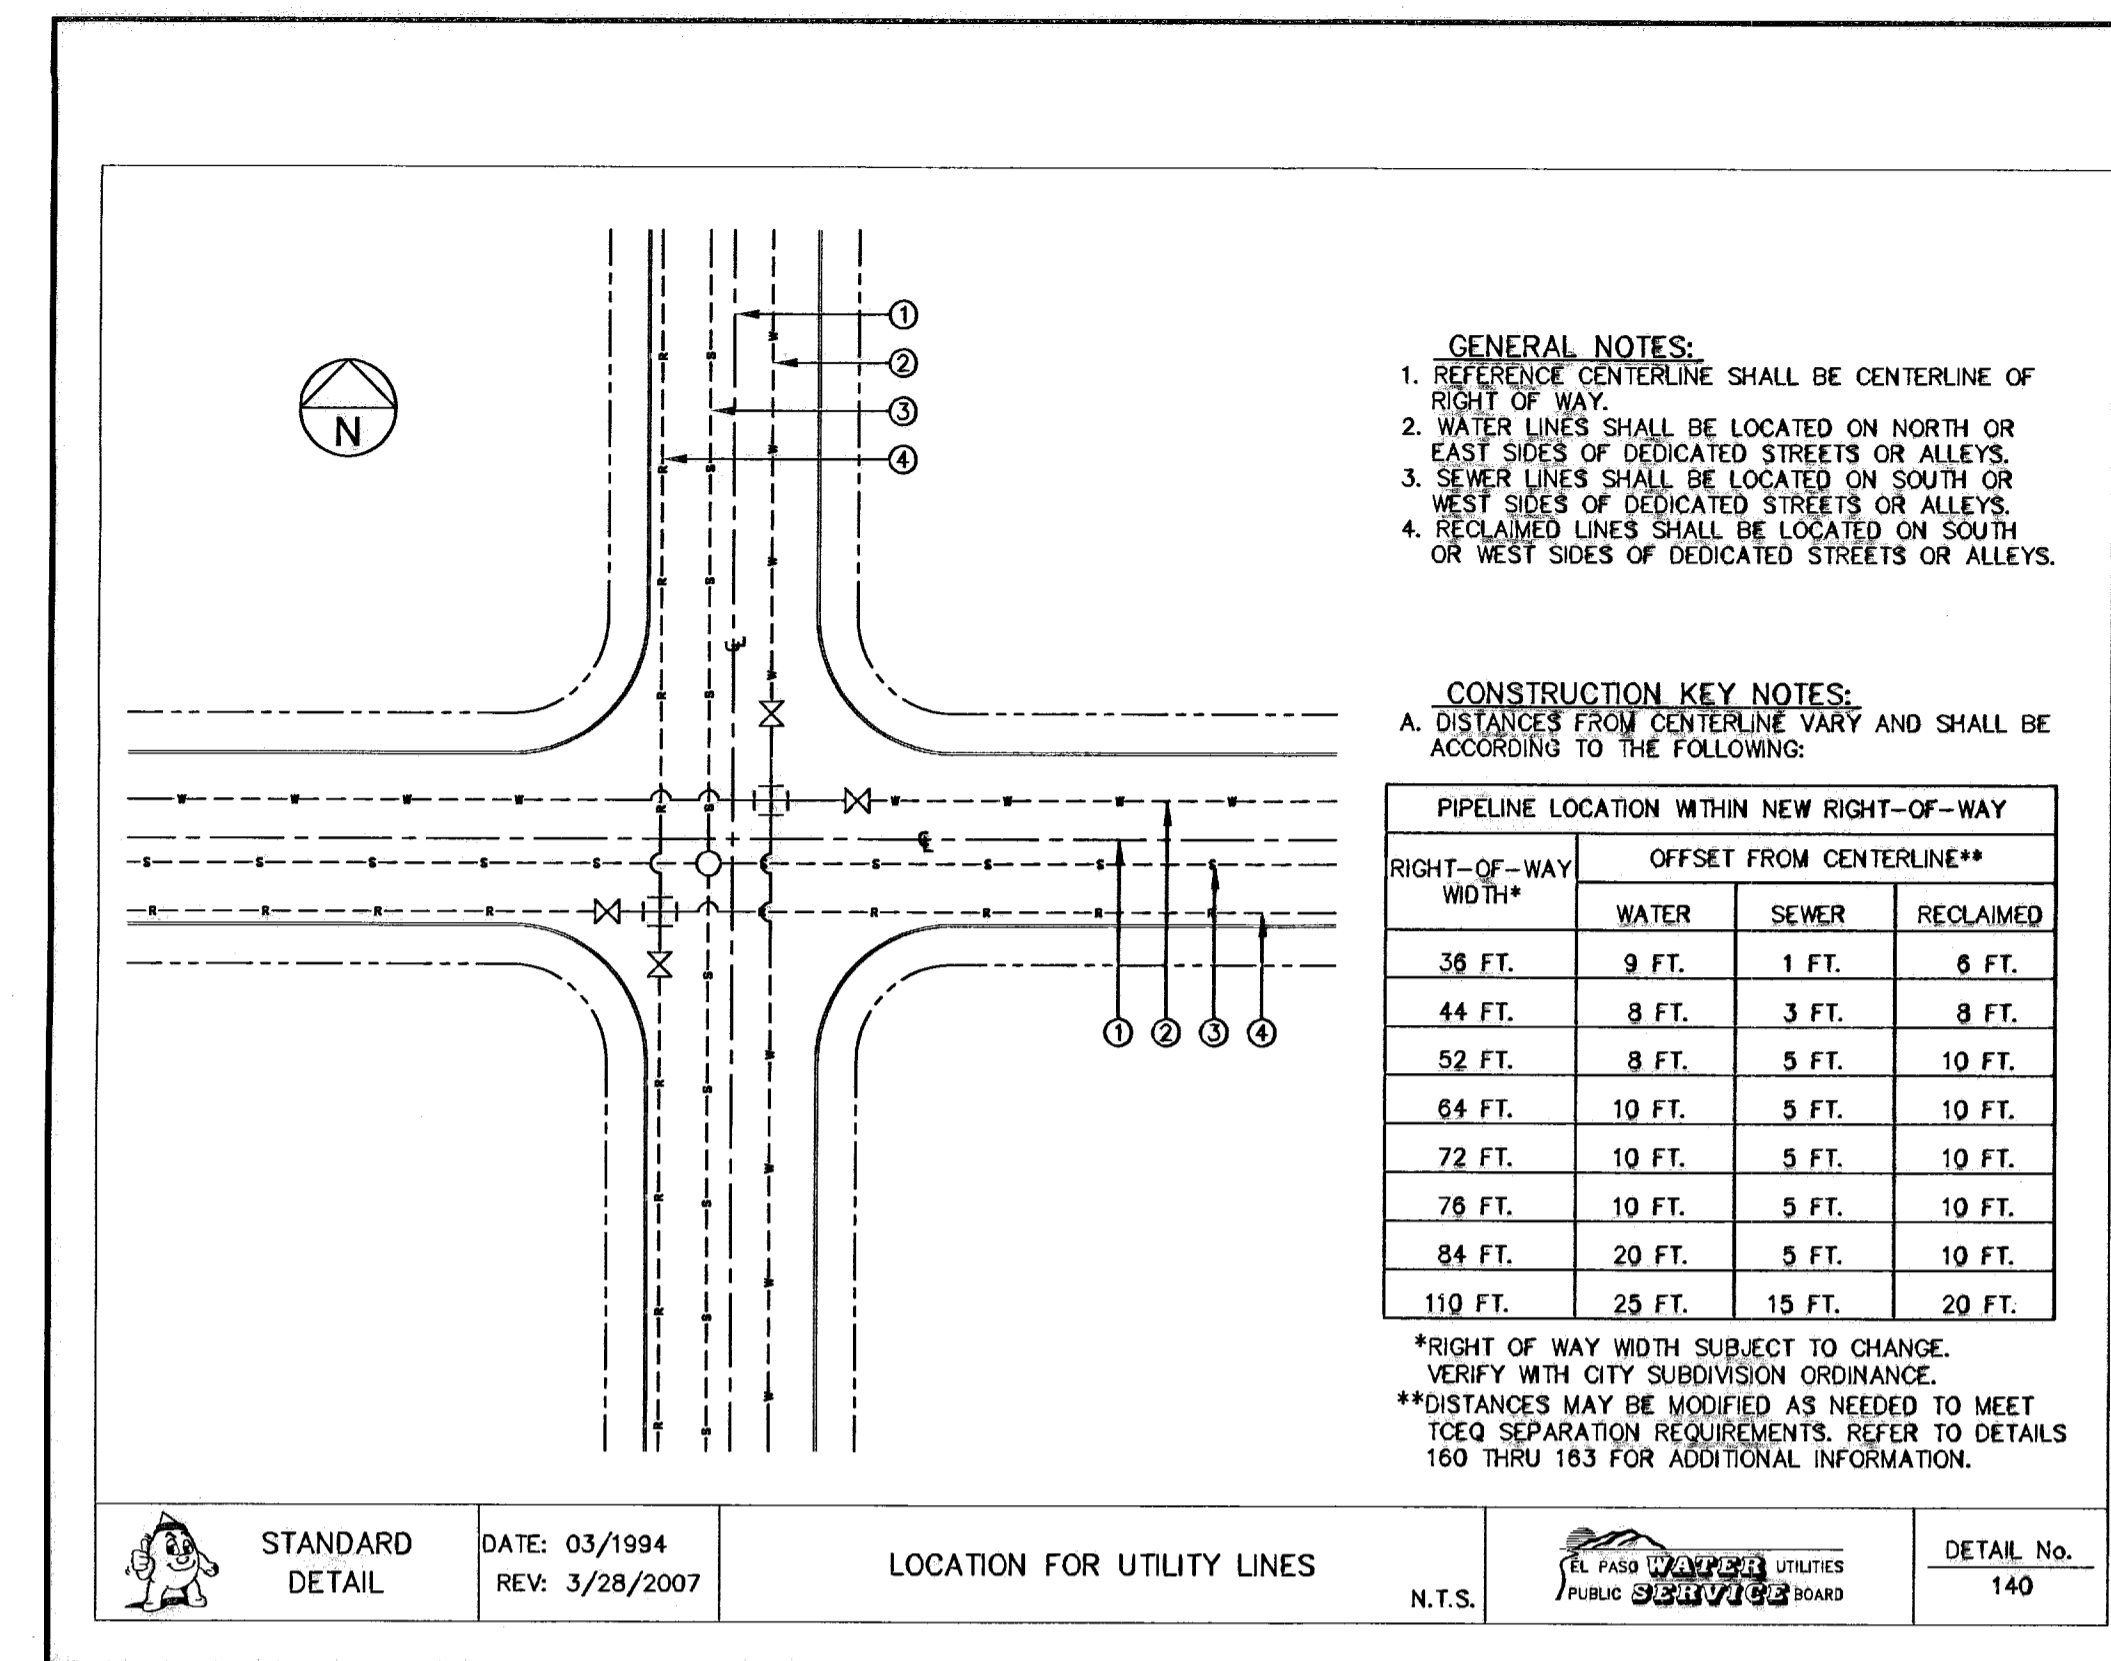 ①
②
③
④
N
℄
W W W W W W W W
℄
S S S S S S S S
R R R R R R R R
① ② ③ ④
GENERAL NOTES:
1. REFERENCE CENTERLINE SHALL BE CENTERLINE OF
RIGHT OF WAY.
2. WATER LINES SHALL BE LOCATED ON NORTH OR
EAST SIDES OF DEDICATED STREETS OR ALLEYS.
3. SEWER LINES SHALL BE LOCATED ON SOUTH OR
WEST SIDES OF DEDICATED STREETS OR ALLEYS.
4. RECLAIMED LINES SHALL BE LOCATED ON SOUTH
OR WEST SIDES OF DEDICATED STREETS OR ALLEYS.
CONSTRUCTION KEY NOTES:
A. DISTANCES FROM CENTERLINE VARY AND SHALL BE
ACCORDING TO THE FOLLOWING:
PIPELINE LOCATION WITHIN NEW RIGHT-OF-WAY
RIGHT-OF-WAY
WIDTH*
OFFSET FROM CENTERLINE**
WATER SEWER RECLAIMED
36 FT. 9 FT. 1 FT. 6 FT.
44 FT. 8 FT. 3 FT. 8 FT.
52 FT. 8 FT. 5 FT. 10 FT.
64 FT. 10 FT. 5 FT. 10 FT.
72 FT. 10 FT. 5 FT. 10 FT.
76 FT. 10 FT. 5 FT. 10 FT.
84 FT. 20 FT. 5 FT. 10 FT.
110 FT. 25 FT. 15 FT. 20 FT.
*RIGHT OF WAY WIDTH SUBJECT TO CHANGE.
VERIFY WITH CITY SUBDIVISION ORDINANCE.
**DISTANCES MAY BE MODIFIED AS NEEDED TO MEET
TCEQ SEPARATION REQUIREMENTS. REFER TO DETAILS
160 THRU 163 FOR ADDITIONAL INFORMATION.
STANDARD
DETAIL
DATE: 03/1994
REV: 3/28/2007
LOCATION FOR UTILITY LINES
N.T.S.
EL PASO WATER UTILITIES
PUBLIC SERVICE BOARD
DETAIL No.
140